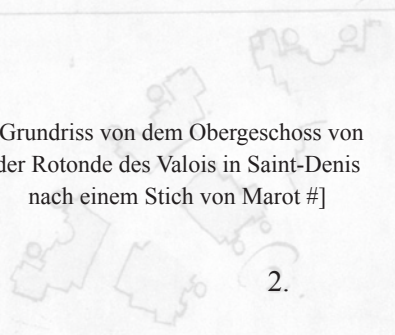 Grundriss von dem Obergeschoss von
der Rotonde des Valois in Saint-Denis
nach einem Stich von Marot #]
2.